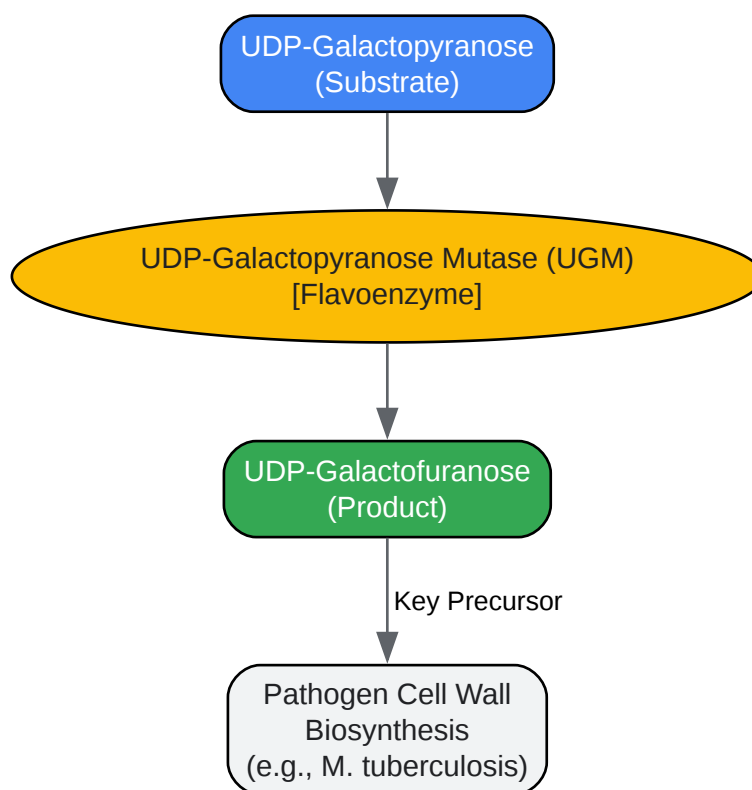 UDP-Galactopyranose
(Substrate)
UDP-Galactopyranose Mutase (UGM)
[Flavoenzyme]
UDP-Galactofuranose
(Product)
Key Precursor
Pathogen Cell Wall
Biosynthesis
(e.g., M. tuberculosis)